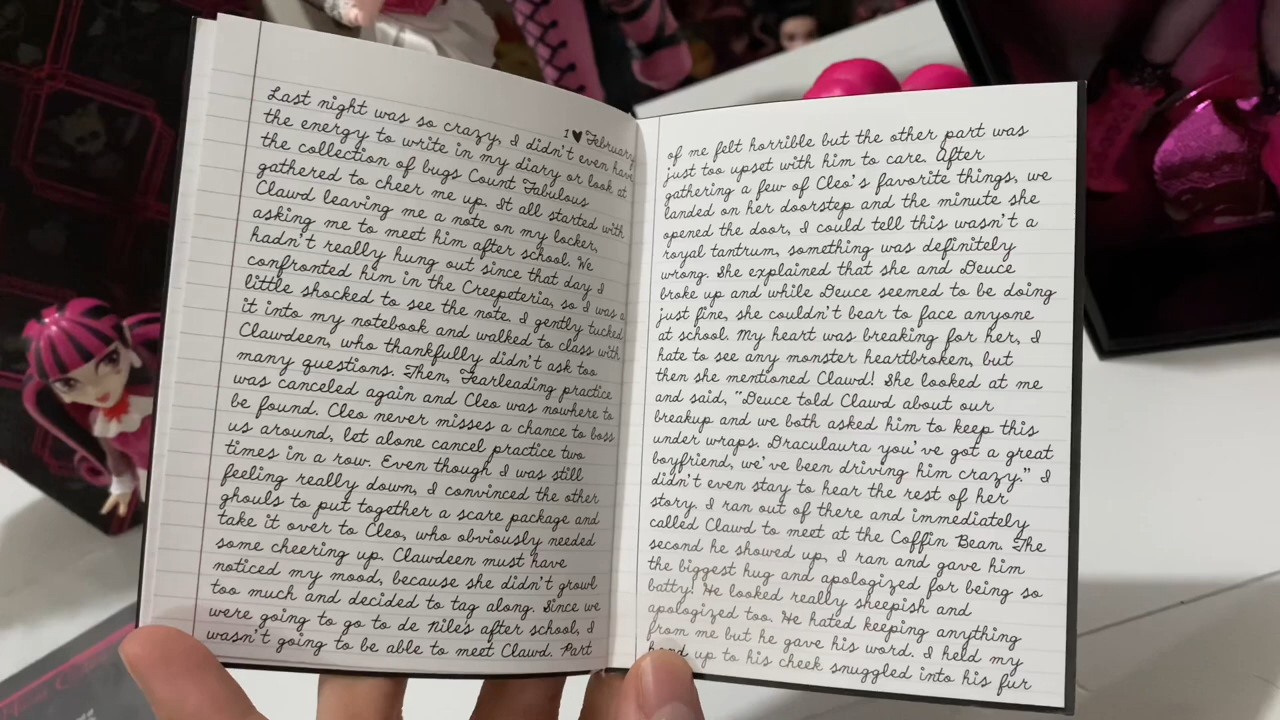 1♥February
Last night was so crazy, I didn't even have
the energy to write in my diary or look at
the collection of bugs Count Fabulous
gathered to cheer me up. It all started with
Clawd leaving me a note on my locker,
asking me to meet him after school. We
hadn't really hung out since that day I
confronted him in the Creepeteria, so I was a
little shocked to see the note. I gently tucked
it into my notebook and walked to class with
Clawdeen, who thankfully didn't ask too
many questions. Then, Fearleading practice
was canceled again and Cleo was nowhere to
be found. Cleo never misses a chance to boss
us around, let alone cancel practice two
times in a row. Even though I was still
feeling really down, I convinced the other
ghouls to put together a scare package and
take it over to Cleo, who obviously needed
some cheering up. Clawdeen must have
noticed my mood, because she didn't growl
too much and decided to tag along. Since we
were going to go to de Nile's after school, I
wasn't going to be able to meet Clawd. Part
of me felt horrible but the other part was
just too upset with him to care. After
gathering a few of Cleo's favorite things, we
landed on her doorstep and the minute she
opened the door, I could tell this wasn't a
royal tantrum, something was definitely
wrong. She explained that she and Deuce
broke up and while Deuce seemed to be doing
just fine, she couldn't bear to face anyone
at school. My heart was breaking for her, I
hate to see any monster heartbroken, but
then she mentioned Clawd! She looked at me
and said, "Deuce told Clawd about our
breakup and we both asked him to keep this
under wraps. Draculaura you've got a great
boyfriend, we've been driving him crazy." I
didn't even stay to hear the rest of her
story. I ran out of there and immediately
called Clawd to meet at the Coffin Bean. The
second he showed up, I ran and gave him
the biggest hug and apologized for being so
batty! He looked really sheepish and
apologized too. He hated keeping anything
from me but he gave his word. I held my
hand up to his cheek snuggled into his fur